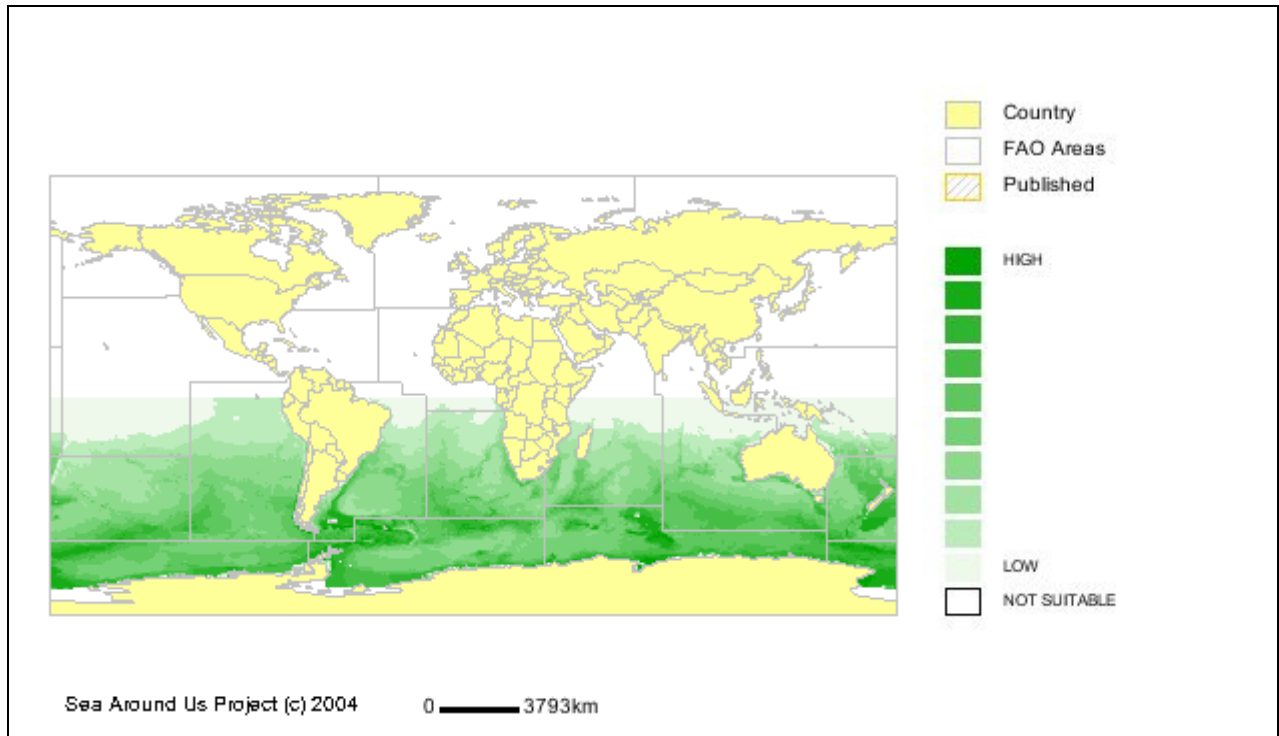 Country
FAO Areas
Published
HIGH
LOW
NOT SUITABLE
Sea Around Us Project (c) 2004 0 3793km